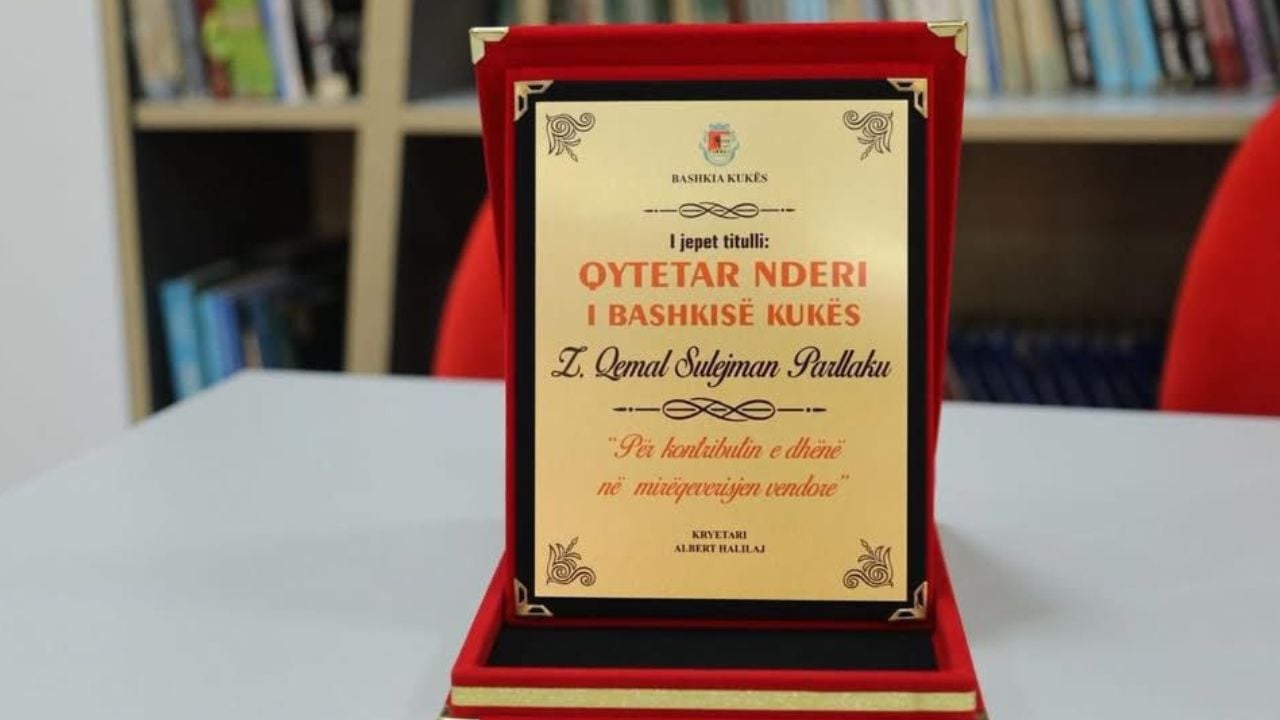 BASHKIA KUKËS
I jepet titulli:
QYTETAR NDERI
I BASHKISË KUKËS
Z. Qemal Sulejman Parllaku
"Për kontributin e dhënë
në mirëqeverisjen vendore"
KRYETARI
ALBERT HALILAJ